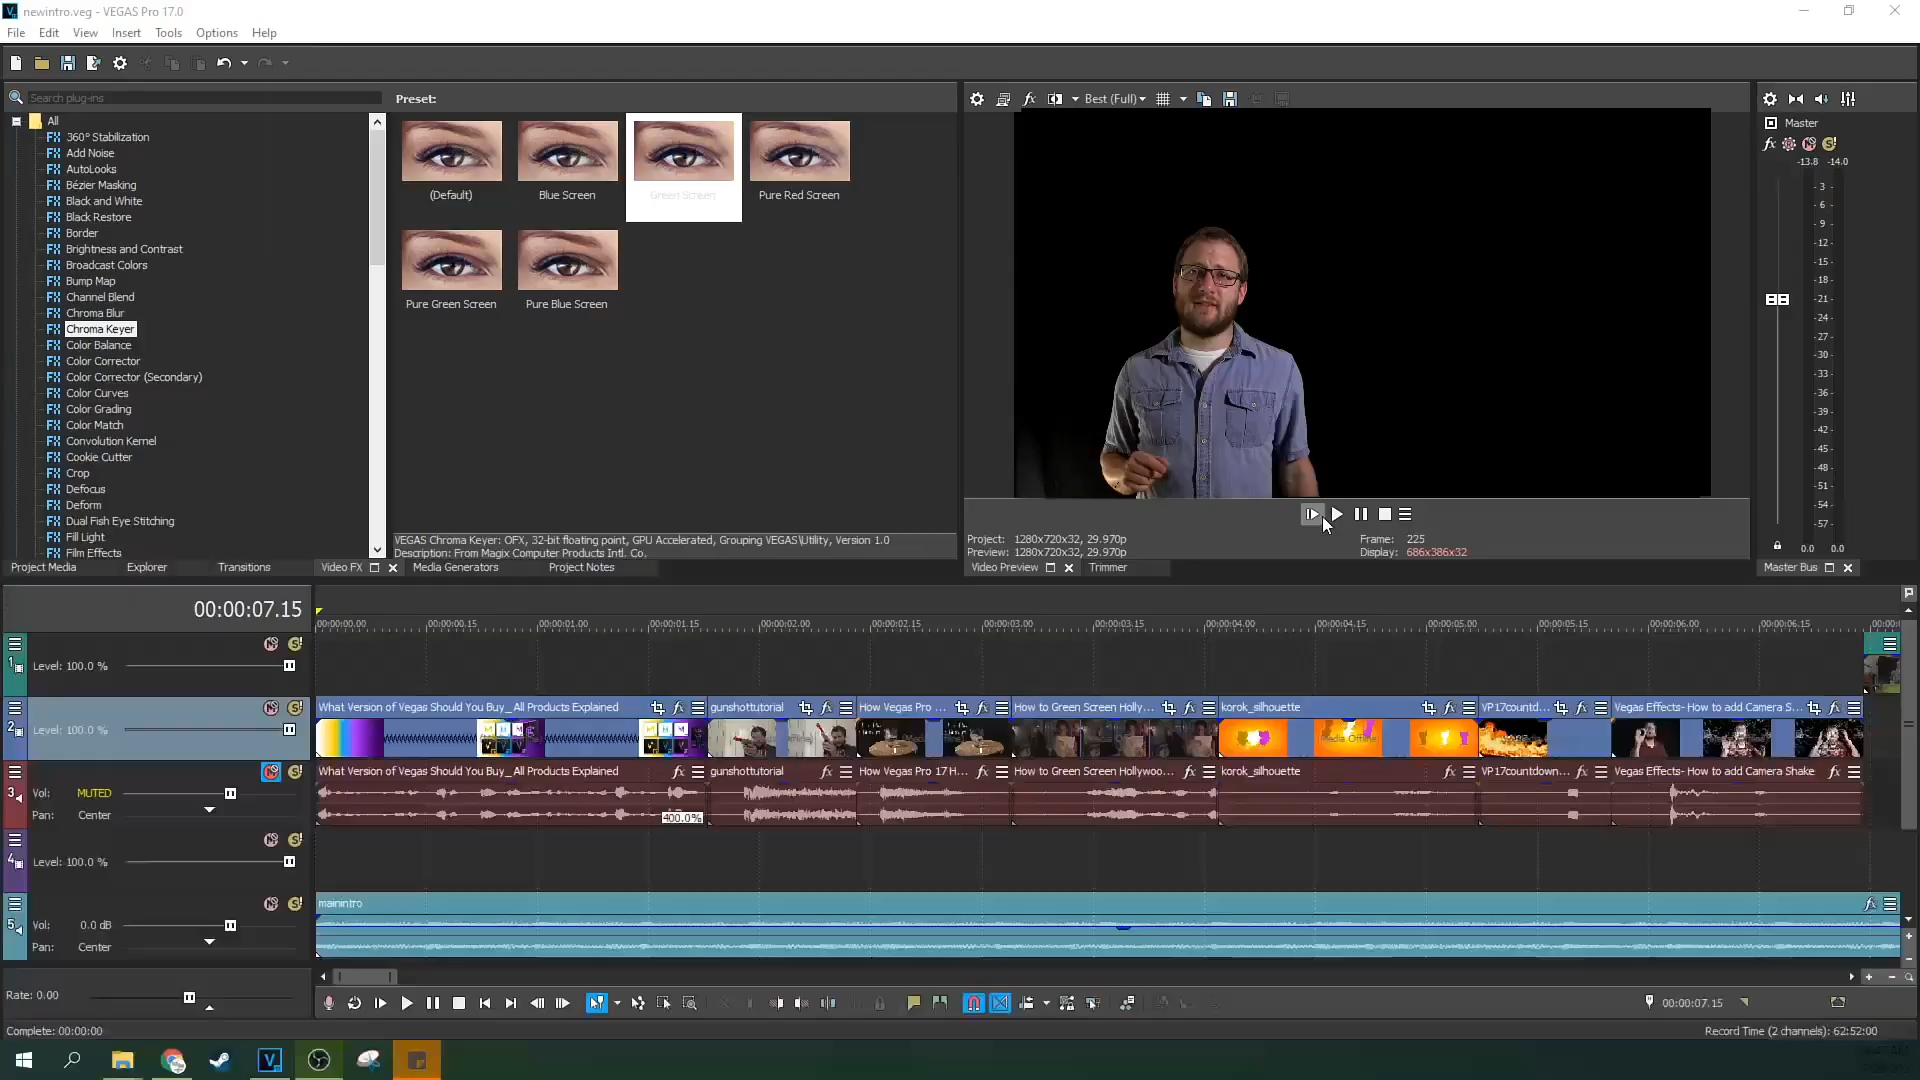 newintro.veg - VEGAS Pro 17.0
File Edit View Insert Tools Options Help
Search plug-ins
Preset:
Best (Full)
All
360° Stabilization
Add Noise
AutoLooks
Bézier Masking
Black and White
Black Restore
Border
Brightness and Contrast
Broadcast Colors
Bump Map
Channel Blend
Chroma Blur
Chroma Keyer
Color Balance
Color Corrector
Color Corrector (Secondary)
Color Curves
Color Grading
Color Match
Convolution Kernel
Cookie Cutter
Crop
Defocus
Deform
Dual Fish Eye Stitching
Fill Light
Film Effects
(Default)
Blue Screen
Green Screen
Pure Red Screen
Pure Green Screen
Pure Blue Screen
VEGAS Chroma Keyer: OFX, 32-bit floating point, GPU Accelerated, Grouping VEGAS\Utility, Version 1.0
Description: From Magix Computer Products Intl. Co.
Project: 1280x720x32, 29.970p
Preview: 1280x720x32, 29.970p
Frame: 225
Display: 686x386x32
Master
-13.8 -14.0
- 3 -
- 6 -
- 9 -
- 12 -
- 15 -
- 18 -
- 21 -
- 24 -
- 27 -
- 30 -
- 33 -
- 36 -
- 39 -
- 42 -
- 45 -
- 48 -
- 51 -
- 54 -
- 57 -
0.0 0.0
Project Media Explorer Transitions Video FX Media Generators Project Notes
Video Preview Trimmer
Master Bus
00:00:07.15
00:00:00.00 00:00:00.15 00:00:01.00 00:00:01.15 00:00:02.00 00:00:02.15 00:00:03.00 00:00:03.15 00:00:04.00 00:00:04.15 00:00:05.00 00:00:05.15 00:00:06.00 00:00:06.15
1
Level: 100.0 %
2
Level: 100.0 %
What Version of Vegas Should You Buy_ All Products Explained gunshottutorial How Vegas Pro ... How to Green Screen Holly... korok_silhouette VP17countd... Vegas Effects- How to add Camera S...
Media Offline
3
Vol: MUTED
Pan: Center
What Version of Vegas Should You Buy_ All Products Explained gunshottutorial How Vegas Pro 17 H... How to Green Screen Hollywoo... korok_silhouette VP17countdown... Vegas Effects- How to add Camera Shake
400.0%
4
Level: 100.0 %
5
Vol: 0.0 dB
Pan: Center
mainintro
Rate: 0.00
00:00:07.15
Complete: 00:00:00
Record Time (2 channels): 62:52:00